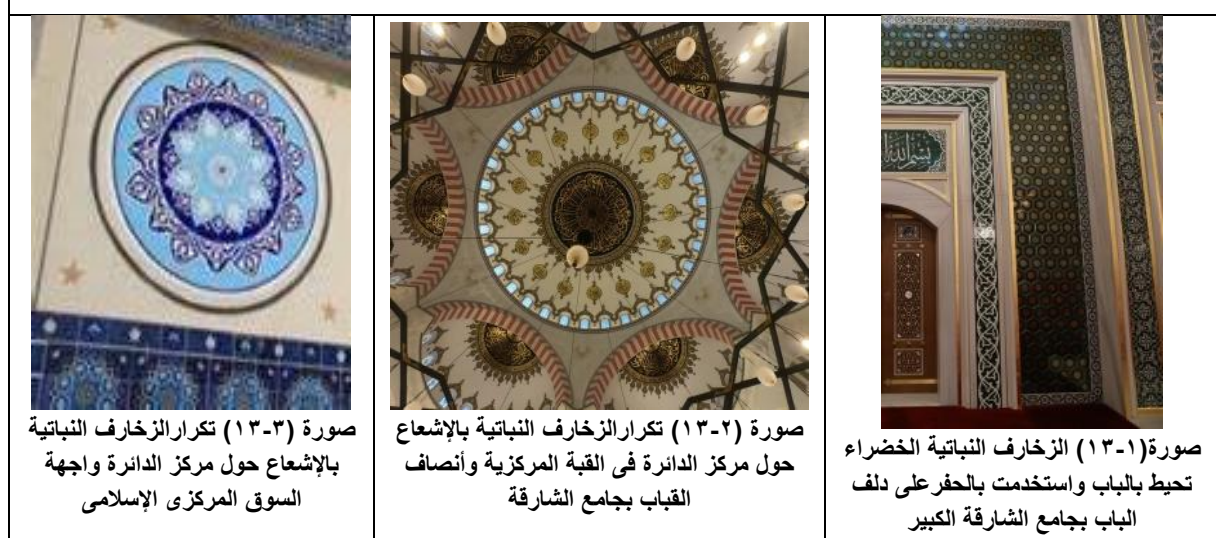 بسم الله
صورة(١-١٣) الزخارف النباتية الخضراء
تحيط بالباب واستخدمت بالحفرعلى دلف
الباب بجامع الشارقة الكبير
صورة (٢-١٣) تكرارالزخارف النباتية بالإشعاع
حول مركز الدائرة فى القبة المركزية وأنصاف
القباب بجامع الشارقة
صورة (٣-١٣) تكرارالزخارف النباتية
بالإشعاع حول مركز الدائرة واجهة
السوق المركزى الإسلامى